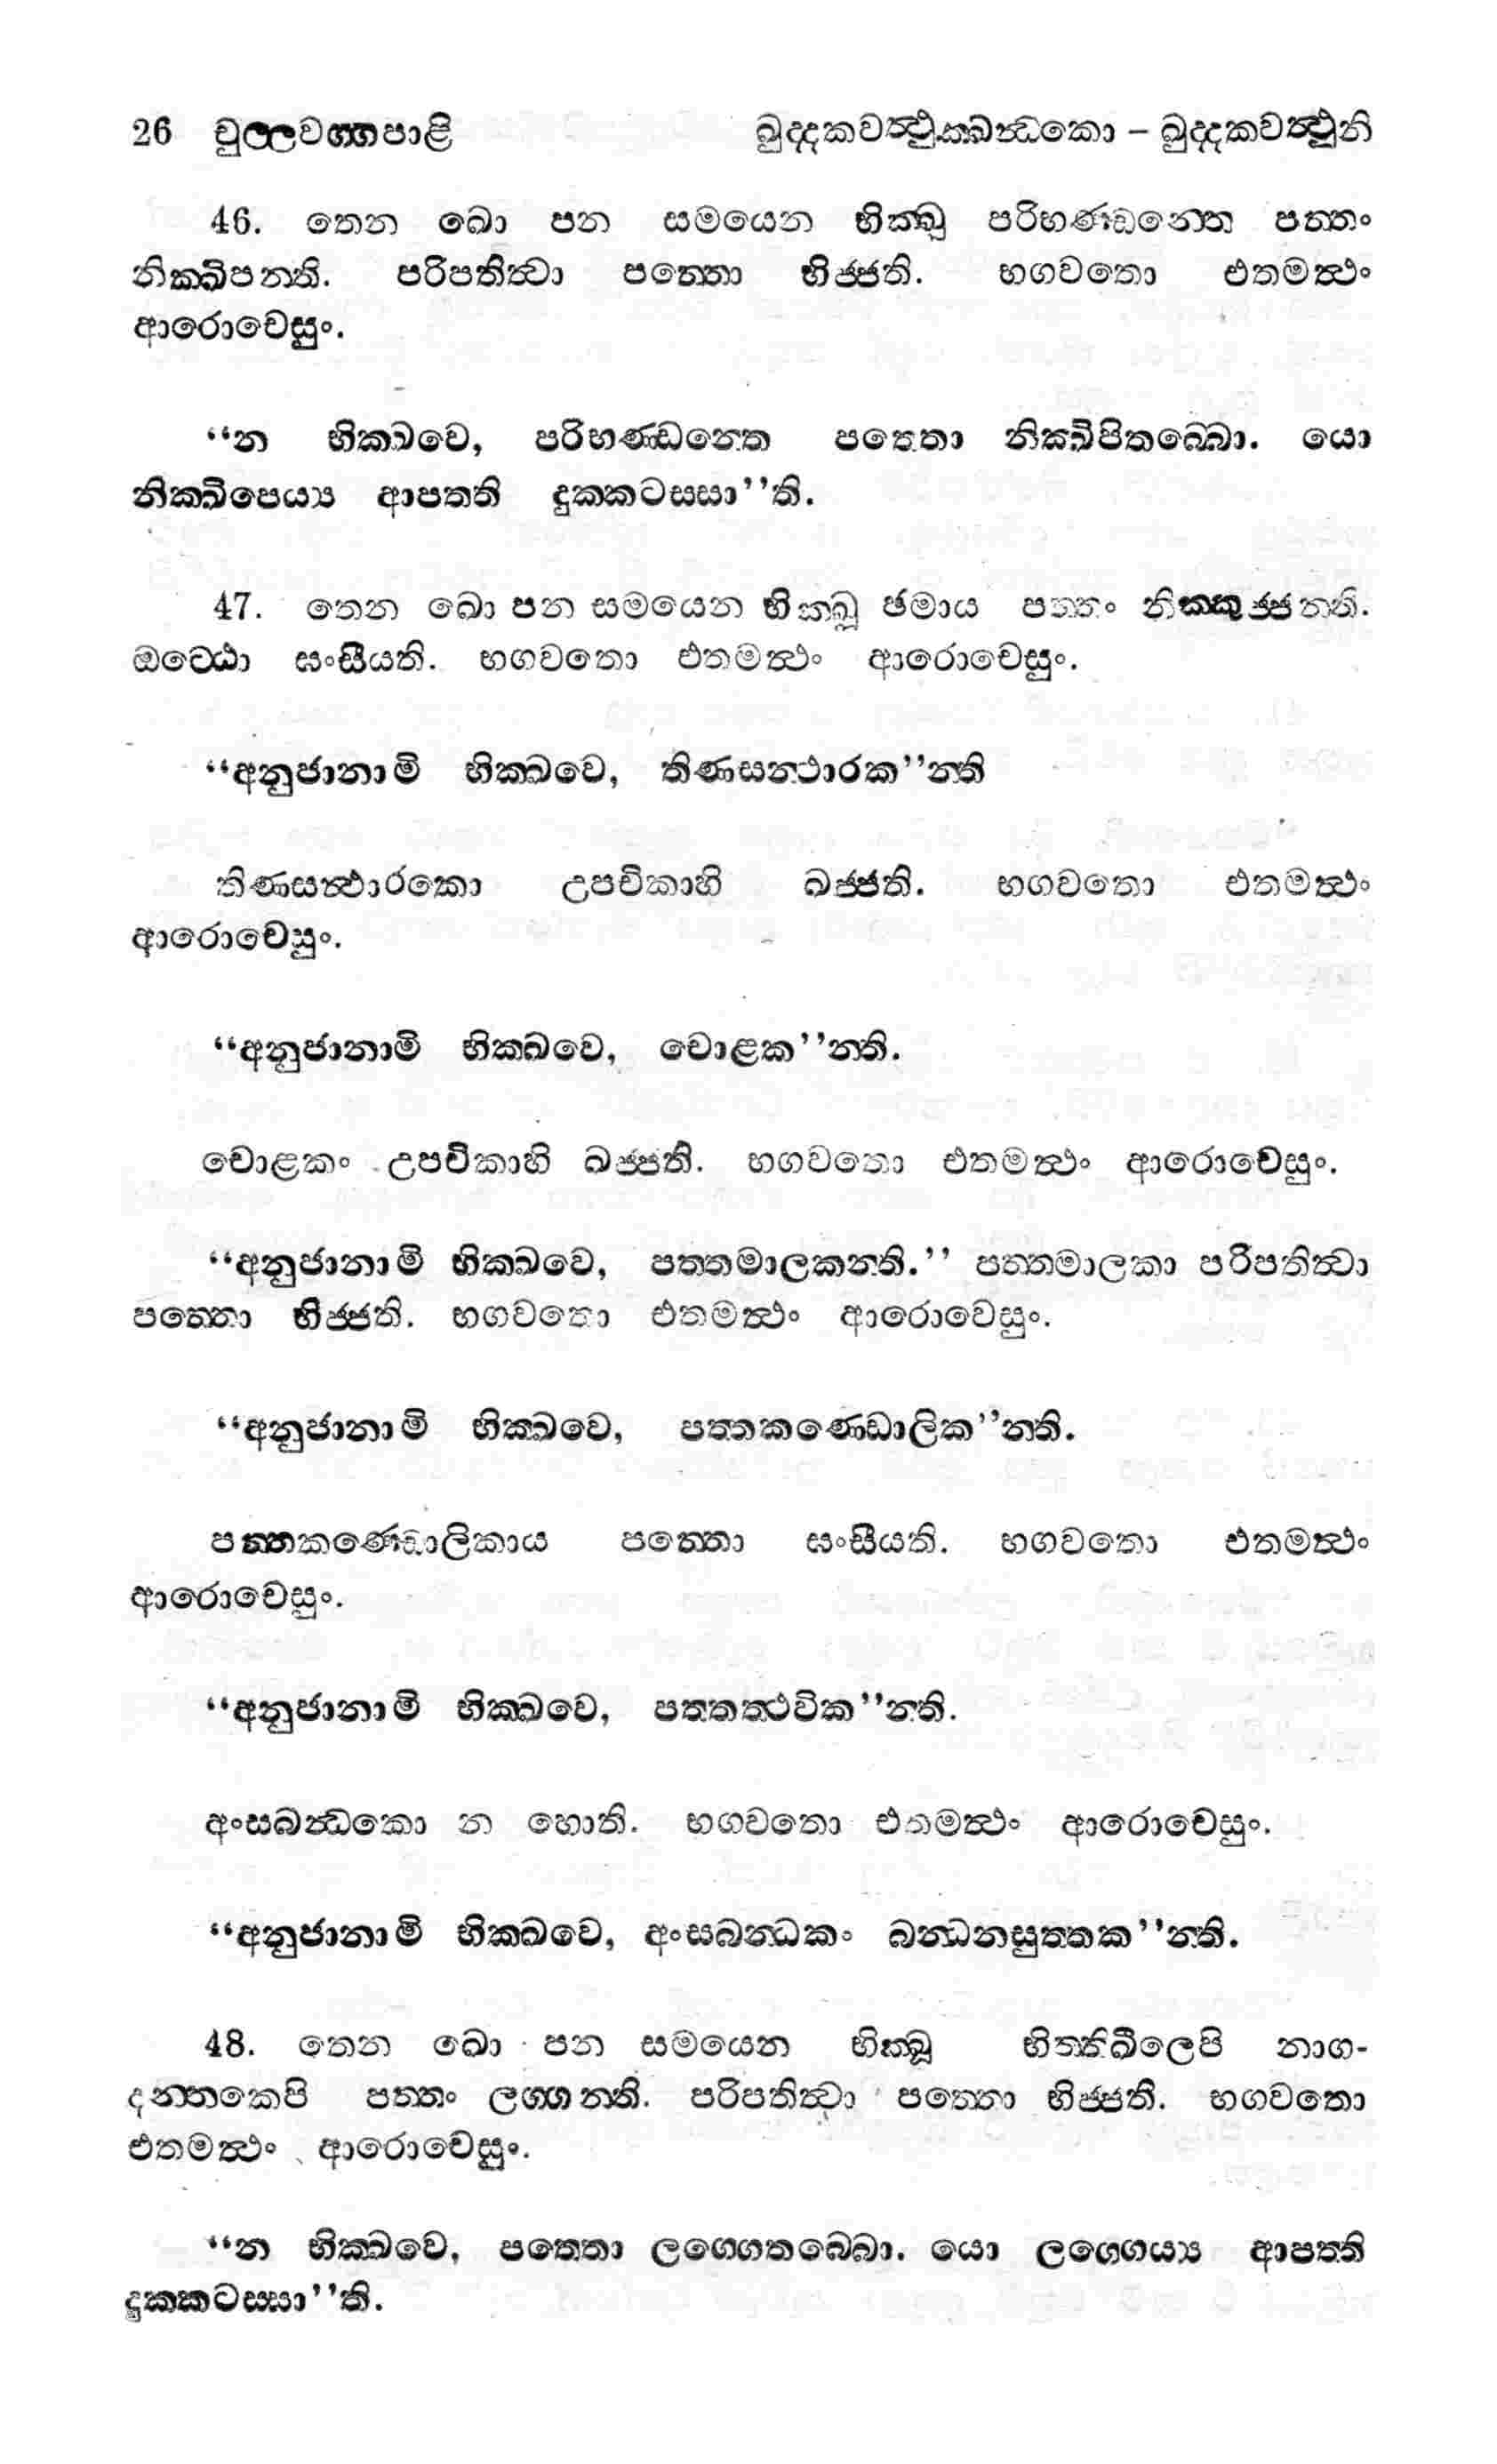 26 චුල්ලවග්ගපාළි ඛුද්දකවත්ථුක්ඛන්ධකො – ඛුද්දකවත්ථූනි
46. තෙන ඛො පන සමයෙන භික්ඛූ පරිභණ්ඩන්තෙ පත්තං
නික්ඛිපන්ති. පරිපතිත්වා පත්තො භිජ්ජති. භගවතො එතමත්ථං
ආරොචෙසුං.
“න භික්ඛවෙ, පරිභණ්ඩන්තෙ පත්තො නික්ඛිපිතබ්බො. යො
නික්ඛිපෙය්‍ය ආපත්ති දුක්කටස්සා”ති.
47. තෙන ඛො පන සමයෙන භික්ඛූ ඡමාය පත්තං නික්කුජ්ජන්ති.
ඔට්ඨො ඝංසීයති. භගවතො එතමත්ථං ආරොචෙසුං.
“අනුජානාමි භික්ඛවෙ, තිණසන්ථාරක”න්ති
තිණසන්ථාරකො උපචිකාහි ඛජ්ජති. භගවතො එතමත්ථං
ආරොචෙසුං.
“අනුජානාමි භික්ඛවෙ, චොළක”න්ති.
චොළකං උපචිකාහි ඛජ්ජති. භගවතො එතමත්ථං ආරොචෙසුං.
“අනුජානාමි භික්ඛවෙ, පත්තමාලකන්ති.” පත්තමාලකා පරිපතිත්වා
පත්තො භිජ්ජති. භගවතො එතමත්ථං ආරොවෙසුං.
“අනුජානාමි භික්ඛවෙ, පත්තකණ්ඩොලික”න්ති.
පත්තකණ්ඩොලිකාය පත්තො ඝංසීයති. භගවතො එතමත්ථං
ආරොචෙසුං.
“අනුජානාමි භික්ඛවෙ, පත්තත්ථවික”න්ති.
අංසබන්ධකො න හොති. භගවතො එතමත්ථං ආරොචෙසුං.
“අනුජානාමි භික්ඛවෙ, අංසබන්ධකං බන්ධනසුත්තක”න්ති.
48. තෙන ඛො පන සමයෙන භික්ඛූ භිත්තිඛීලෙපි නාග-
දන්තකෙපි පත්තං ලග්ගන්ති. පරිපතිත්වා පත්තො භිජ්ජති. භගවතො
එතමත්ථං ආරොචෙසුං.
“න භික්ඛවෙ, පත්තො ලග්ගෙතබ්බො. යො ලග්ගෙය්‍ය ආපත්ති
දුක්කටස්සා”ති.